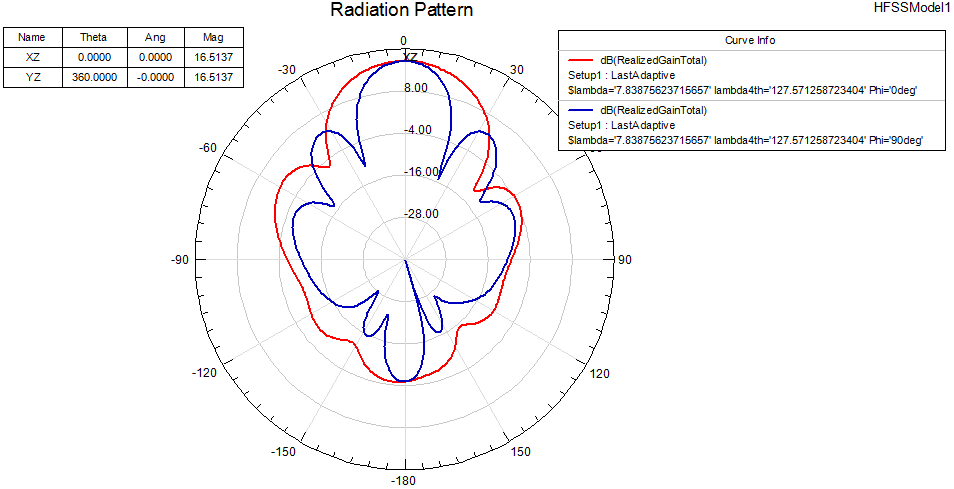 Radiation Pattern
HFSSModel1
Name Theta Ang Mag
XZ 0.0000 0.0000 16.5137
YZ 360.0000 -0.0000 16.5137
Curve Info
dB(RealizedGainTotal)
Setup1 : LastAdaptive
$lambda='7.83875623715657' lambda4th='127.571258723404' Phi='0deg'
dB(RealizedGainTotal)
Setup1 : LastAdaptive
$lambda='7.83875623715657' lambda4th='127.571258723404' Phi='90deg'
0
XZ
-30
30
8.00
-4.00
-60
-16.00
-28.00
-90
90
-120
120
-150
150
-180